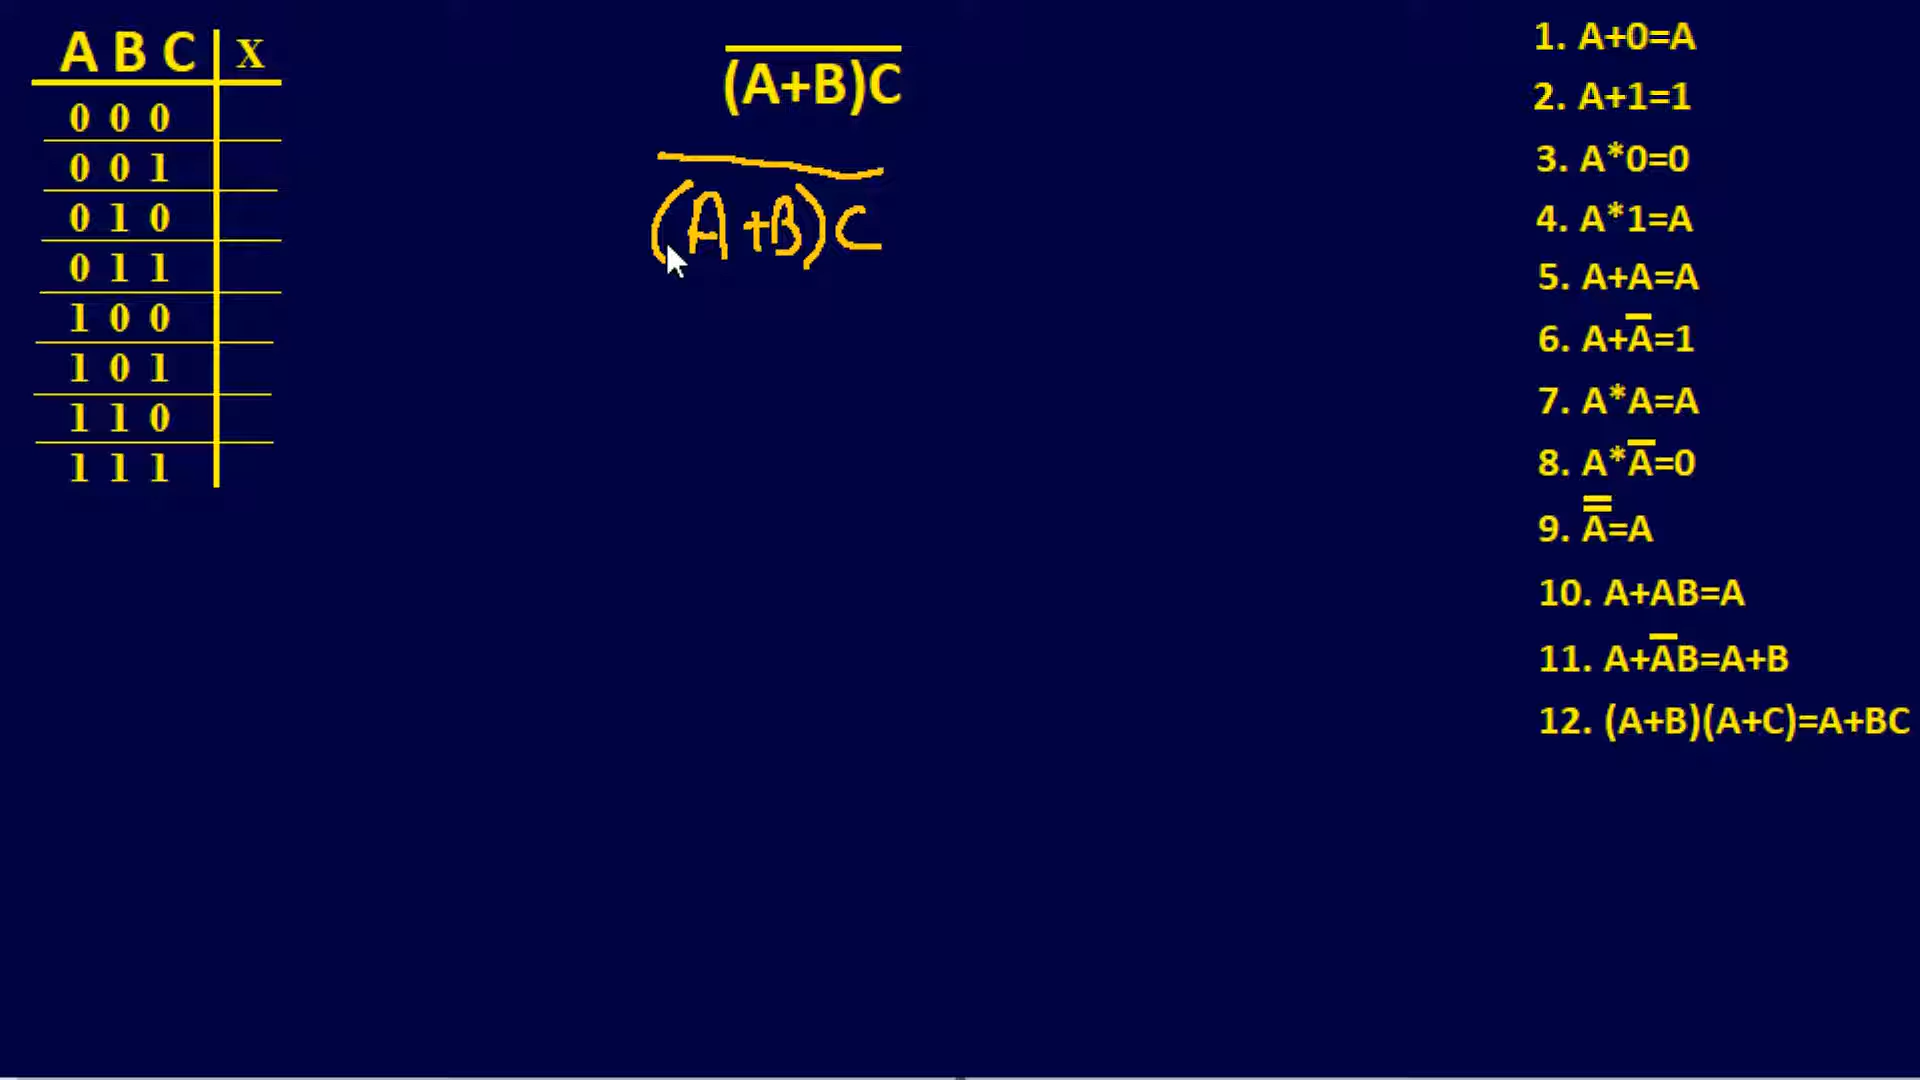 A B C X
0 0 0
0 0 1
0 1 0
0 1 1
1 0 0
1 0 1
1 1 0
1 1 1
(A+B)C̅
(A+B)C̅
1. A+0=A
2. A+1=1
3. A*0=0
4. A*1=A
5. A+A=A
6. A+A̅=1
7. A*A=A
8. A*A̅=0
9. A̿=A
10. A+AB=A
11. A+A̅B=A+B
12. (A+B)(A+C)=A+BC